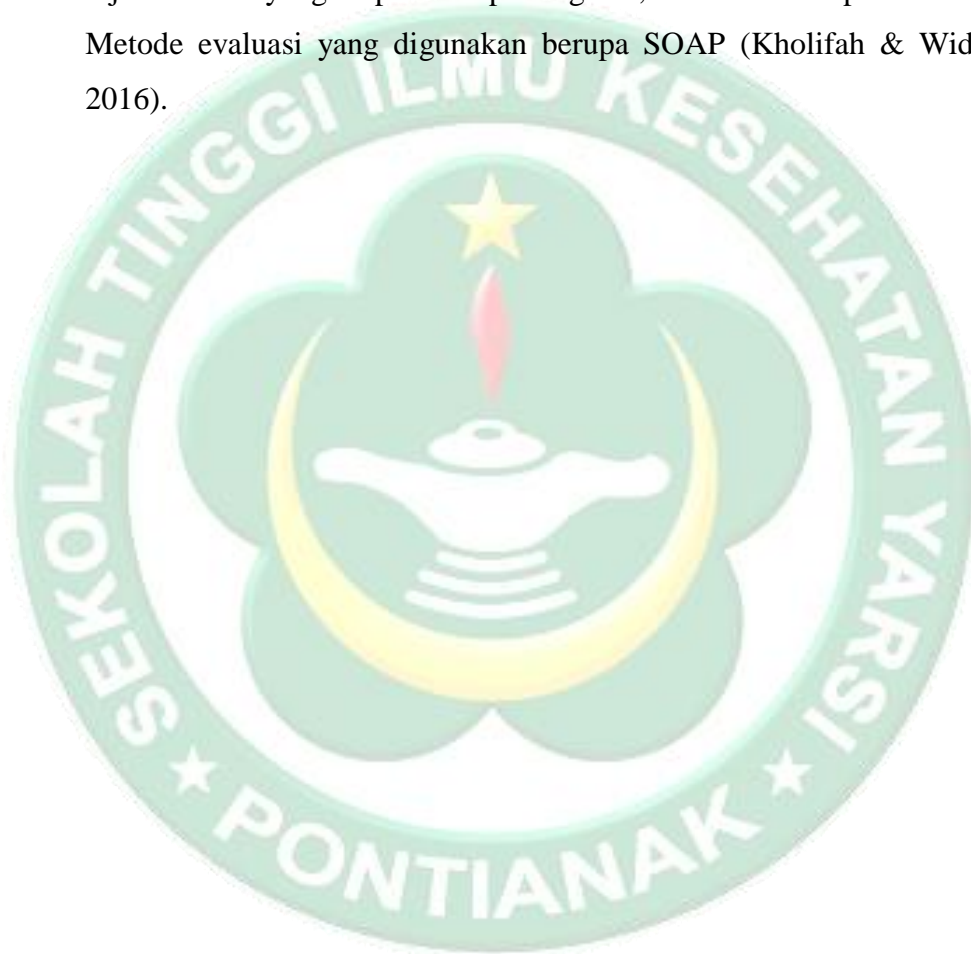 Metode evaluasi yang digunakan berupa SOAP (Kholifah & Wid
2016).
SEKOLAH TINGGI ILMU KESEHATAN YARSI
PONTIANAK